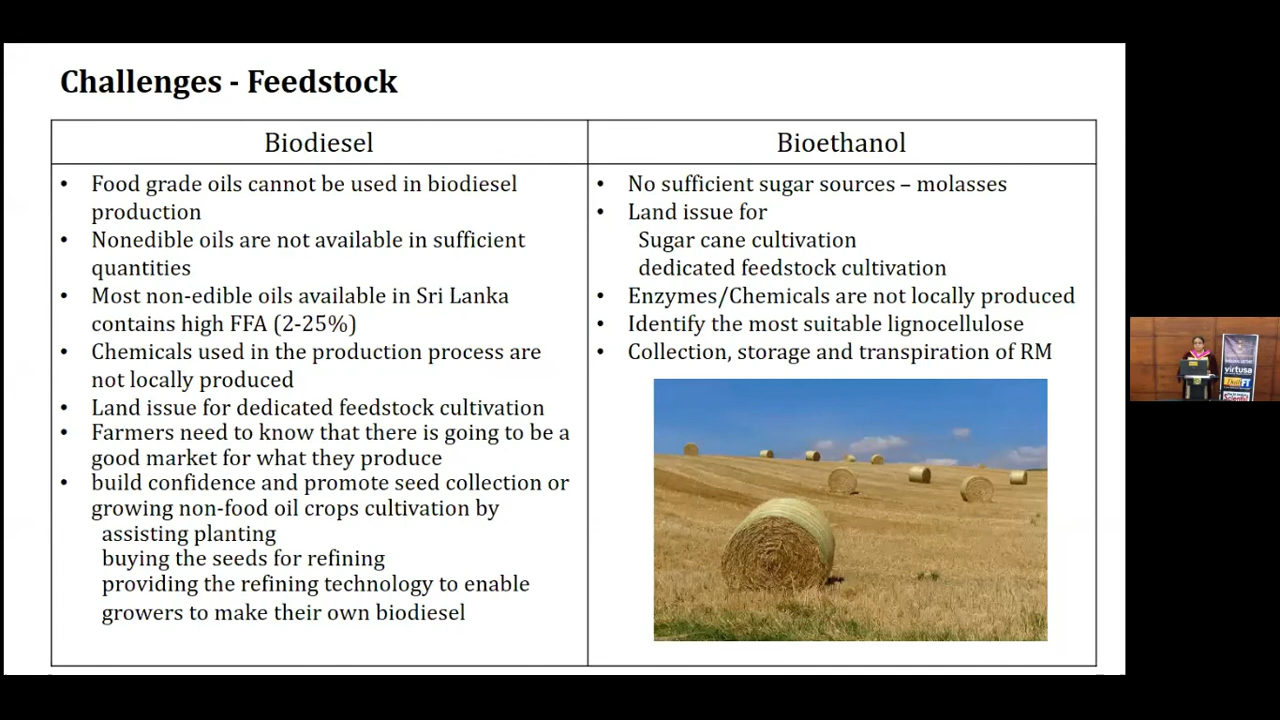 Challenges - Feedstock
Biodiesel
• Food grade oils cannot be used in biodiesel
production
• Nonedible oils are not available in sufficient
quantities
• Most non-edible oils available in Sri Lanka
contains high FFA (2-25%)
• Chemicals used in the production process are
not locally produced
• Land issue for dedicated feedstock cultivation
• Farmers need to know that there is going to be a
good market for what they produce
• build confidence and promote seed collection or
growing non-food oil crops cultivation by
assisting planting
buying the seeds for refining
providing the refining technology to enable
growers to make their own biodiesel
Bioethanol
• No sufficient sugar sources – molasses
• Land issue for
Sugar cane cultivation
dedicated feedstock cultivation
• Enzymes/Chemicals are not locally produced
• Identify the most suitable lignocellulose
• Collection, storage and transpiration of RM
virtusa
FT